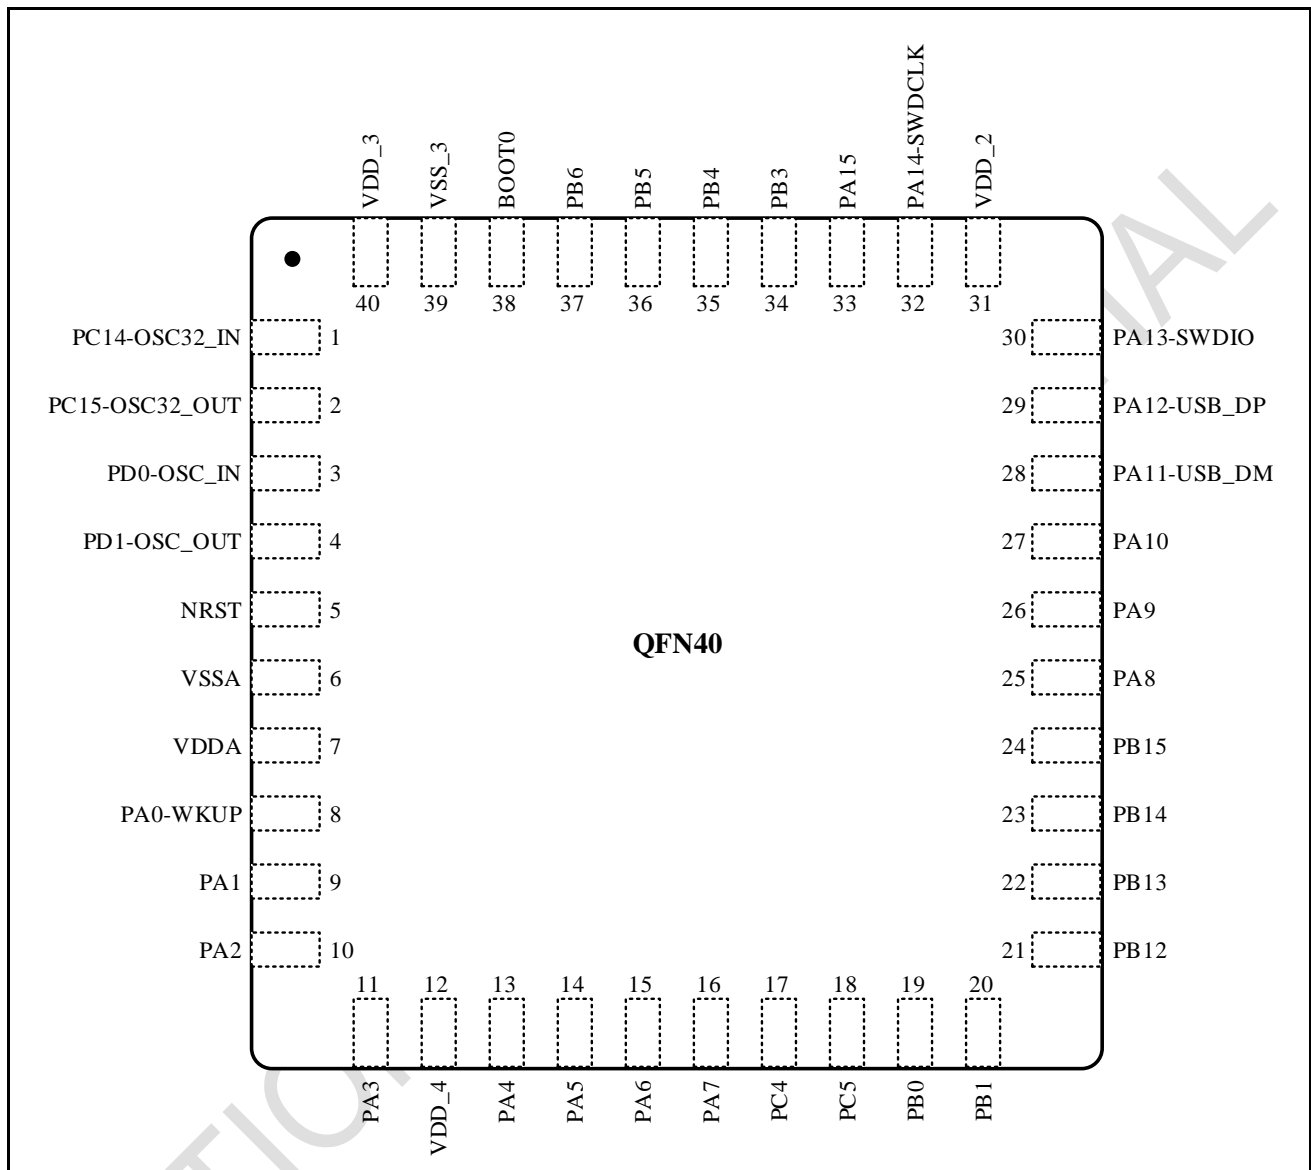 VDD_3
VSS_3
BOOT0
PB6
PB5
PB4
PB3
PA15
PA14-SWDCLK
VDD_2
40
39
38
37
36
35
34
33
32
31
PC14-OSC32_IN 1
30 PA13-SWDIO
PC15-OSC32_OUT 2
29 PA12-USB_DP
PD0-OSC_IN 3
28 PA11-USB_DM
PD1-OSC_OUT 4
27 PA10
NRST 5
26 PA9
QFN40
VSSA 6
25 PA8
VDDA 7
24 PB15
PA0-WKUP 8
23 PB14
PA1 9
22 PB13
PA2 10
21 PB12
11
12
13
14
15
16
17
18
19
20
PA3
VDD_4
PA4
PA5
PA6
PA7
PC4
PC5
PB0
PB1